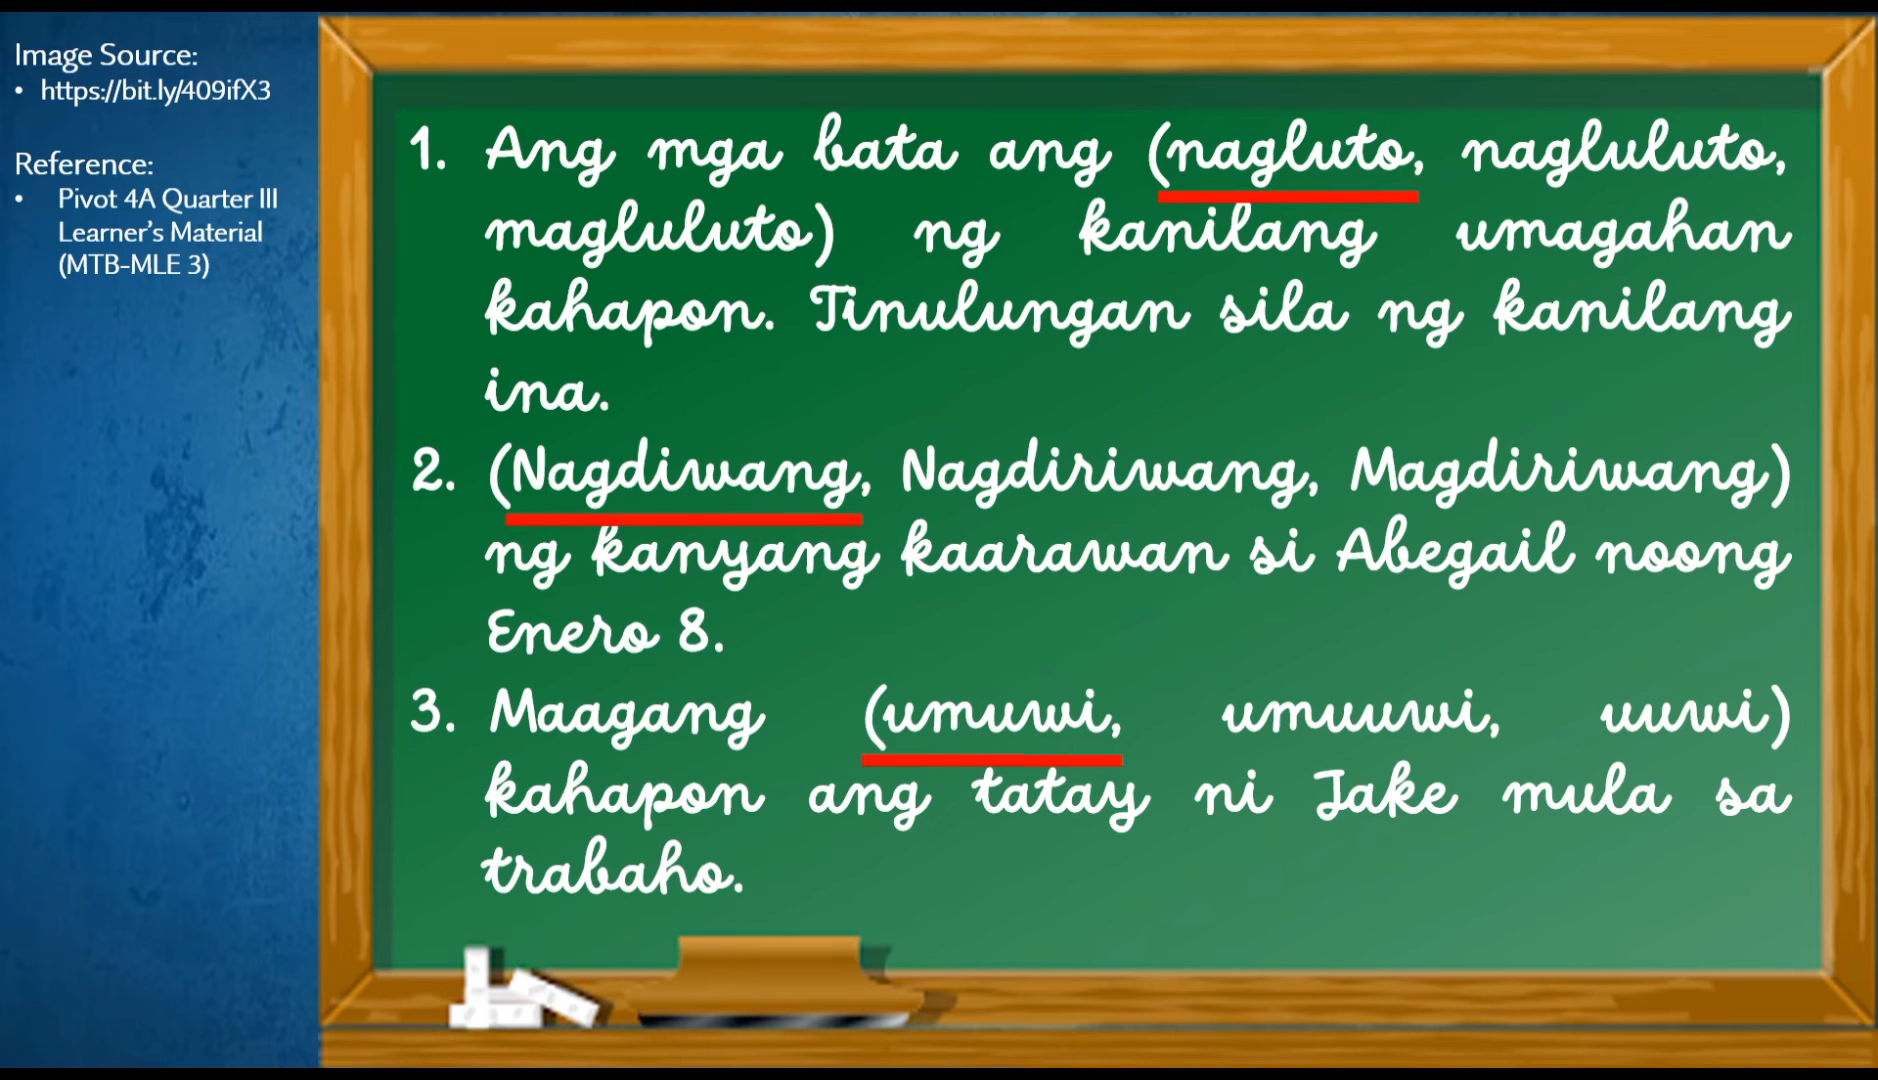 Image Source:
• https://bit.ly/409ifX3
Reference:
• Pivot 4A Quarter III
Learner's Material
(MTB-MLE 3)
1. Ang mga bata ang (nagluto, nagluluto,
magluluto) ng kanilang umagahan
kahapon. Tinulungan sila ng kanilang
ina.
2. (Nagdiwang, Nagdiriwang, Magdiriwang)
ng kanyang kaarawan si Abegail noong
Enero 8.
3. Maagang (umuwi, umuuwi, uuwi)
kahapon ang tatay ni Jake mula sa
trabaho.